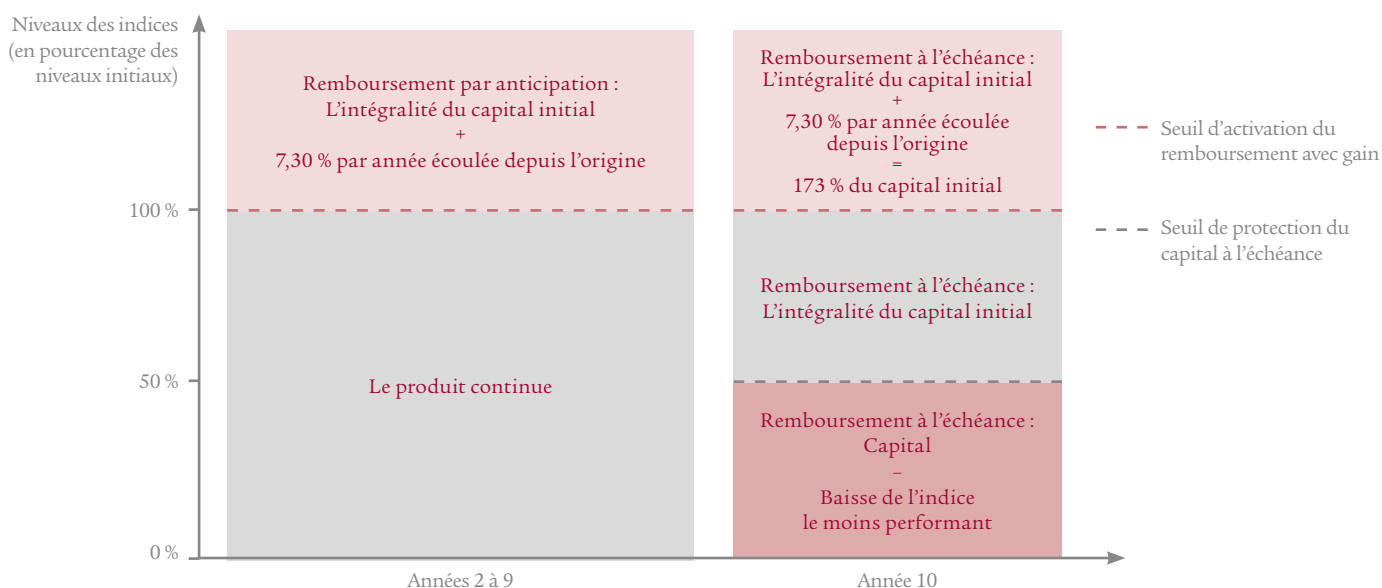 Niveaux des indices
(en pourcentage des
niveaux initiaux)
Remboursement par anticipation :
L’intégralité du capital initial
+
7,30 % par année écoulée depuis l’origine
Remboursement à l’échéance :
L’intégralité du capital initial
+
7,30 % par année écoulée
depuis l’origine
=
173 % du capital initial
Seuil d’activation du
remboursement avec gain
100 %
Seuil de protection du
capital à l’échéance
Remboursement à l’échéance :
L’intégralité du capital initial
50 %
Le produit continue
Remboursement à l’échéance :
Capital
–
Baisse de l’indice
le moins performant
0 %
Années 2 à 9
Année 10